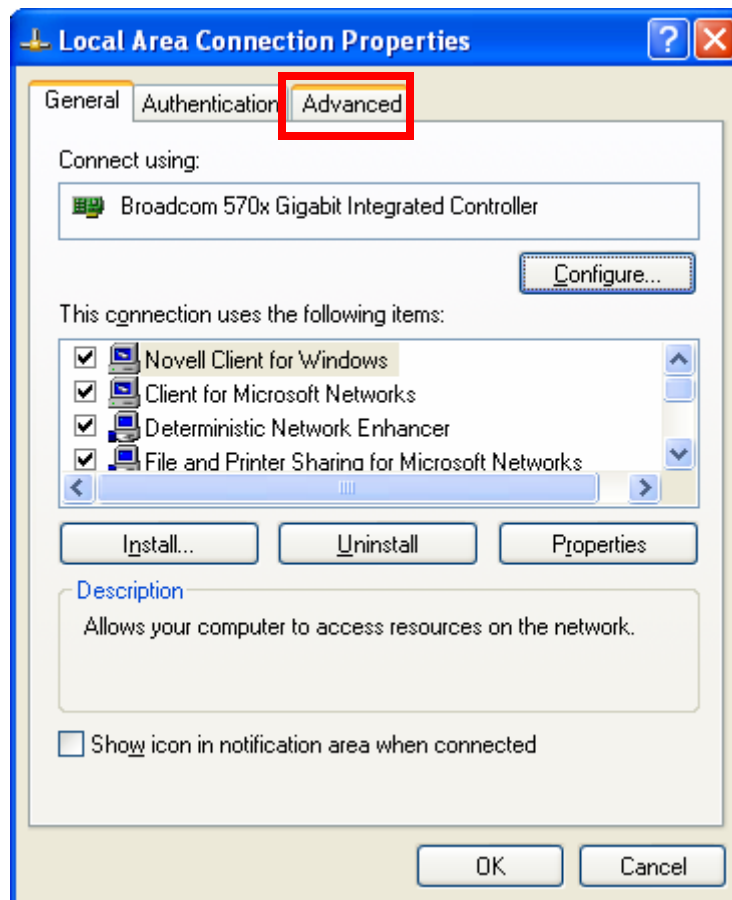 Local Area Connection Properties
General Authentication Advanced
Connect using:
Broadcom 570x Gigabit Integrated Controller
Configure...
This connection uses the following items:
Novell Client for Windows
Client for Microsoft Networks
Deterministic Network Enhancer
File and Printer Sharing for Microsoft Networks
Install... Uninstall Properties
Description
Allows your computer to access resources on the network.
Show icon in notification area when connected
OK Cancel